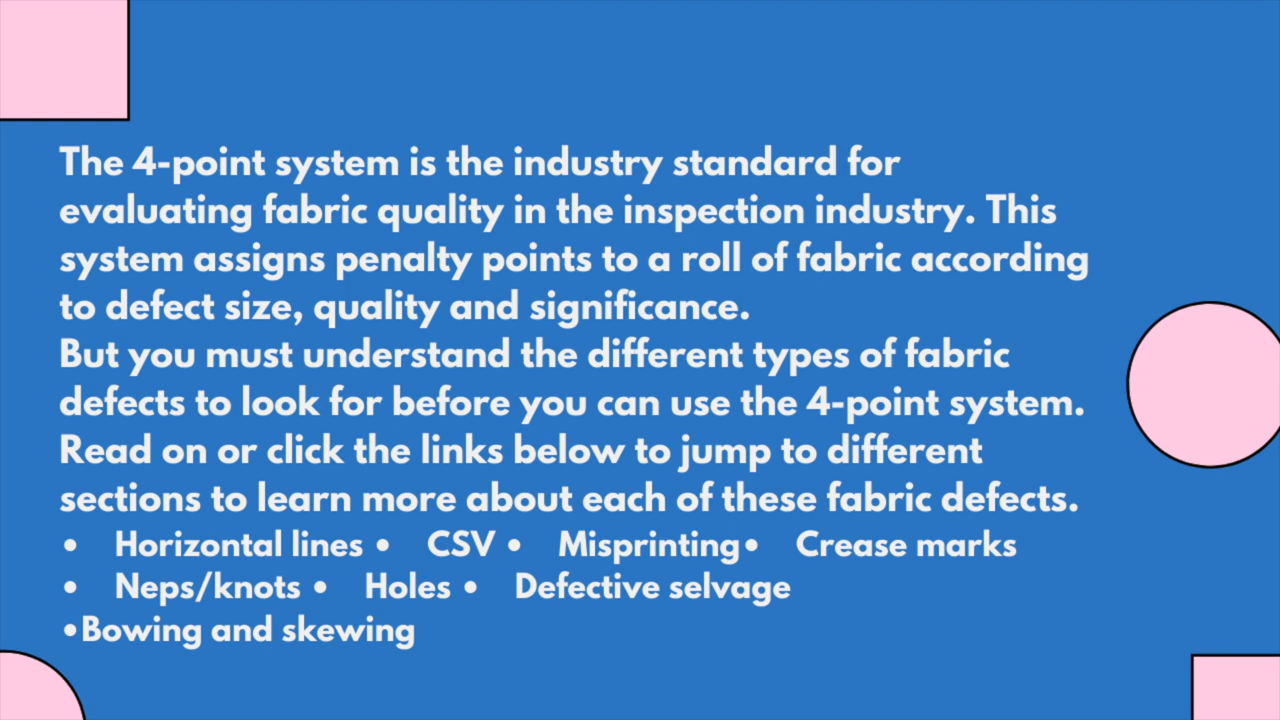 The 4-point system is the industry standard for
evaluating fabric quality in the inspection industry. This
system assigns penalty points to a roll of fabric according
to defect size, quality and significance.
But you must understand the different types of fabric
defects to look for before you can use the 4-point system.
Read on or click the links below to jump to different
sections to learn more about each of these fabric defects.
• Horizontal lines • CSV • Misprinting• Crease marks
• Neps/knots • Holes • Defective selvage
•Bowing and skewing